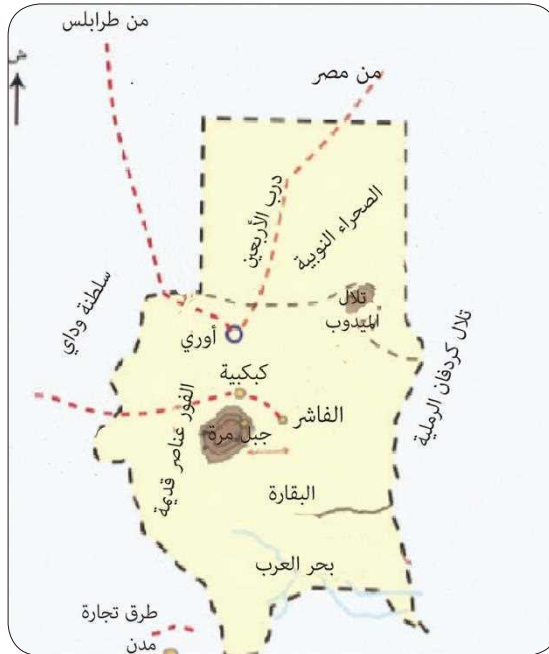 من طرابلس
من مصر
ش
درب الأربعين
الصحراء النوبية
تلال
الميدوب
سلطنة وداي
أوري
تلال كردفان الرملية
كبكبية
الفور عناصر قديمة
الفاشر
جبل مرة
البقارة
بحر العرب
طرق تجارة
مدن